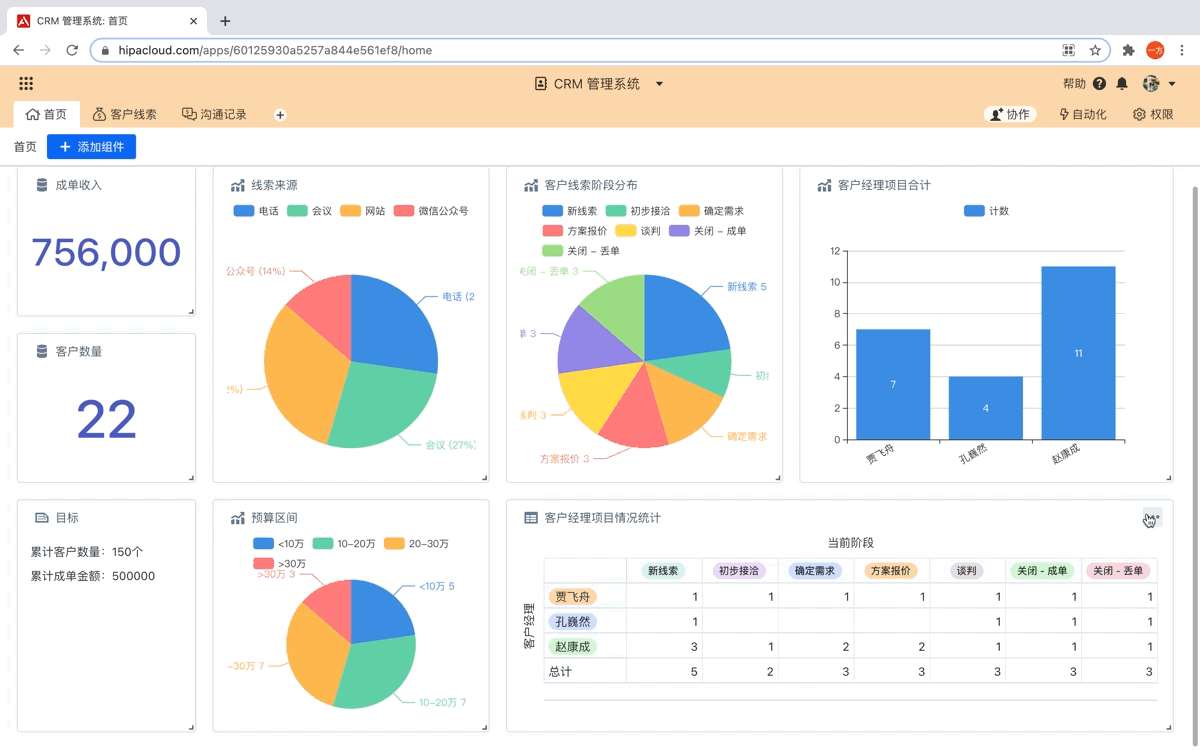 CRM 管理系统: 首页
hipacloud.com/apps/60125930a5257a844e561ef8/home
一方
CRM 管理系统
帮助
首页
客户线索
沟通记录
协作
自动化
权限
首页
添加组件
成单收入
756,000
客户数量
22
线索来源
电话 会议 网站 微信公众号
公众号 (14%)
电话 (2
%)
会议 (27%)
客户线索阶段分布
新线索 初步接洽 确定需求
方案报价 谈判 关闭 - 成单
关闭 - 丢单
关闭 - 丢单 3
新线索 5
单 3
初步
谈判 3
确定需求
方案报价 3
客户经理项目合计
计数
12
10
8
6
4
2
0
7
4
11
贾飞舟
孔巍然
赵康成
目标
累计客户数量：150个
累计成单金额：500000
预算区间
<10万 10-20万 20-30万
>30万
>30万 3
<10万 5
-30万 7
10-20万 7
客户经理项目情况统计
当前阶段
客户经理
新线索 初步接洽 确定需求 方案报价 谈判 关闭 - 成单 关闭 - 丢单
贾飞舟 1 1 1 1 1 1 1
孔巍然 1 1 1 1
赵康成 3 1 2 2 1 1 1
总计 5 2 3 3 3 3 3